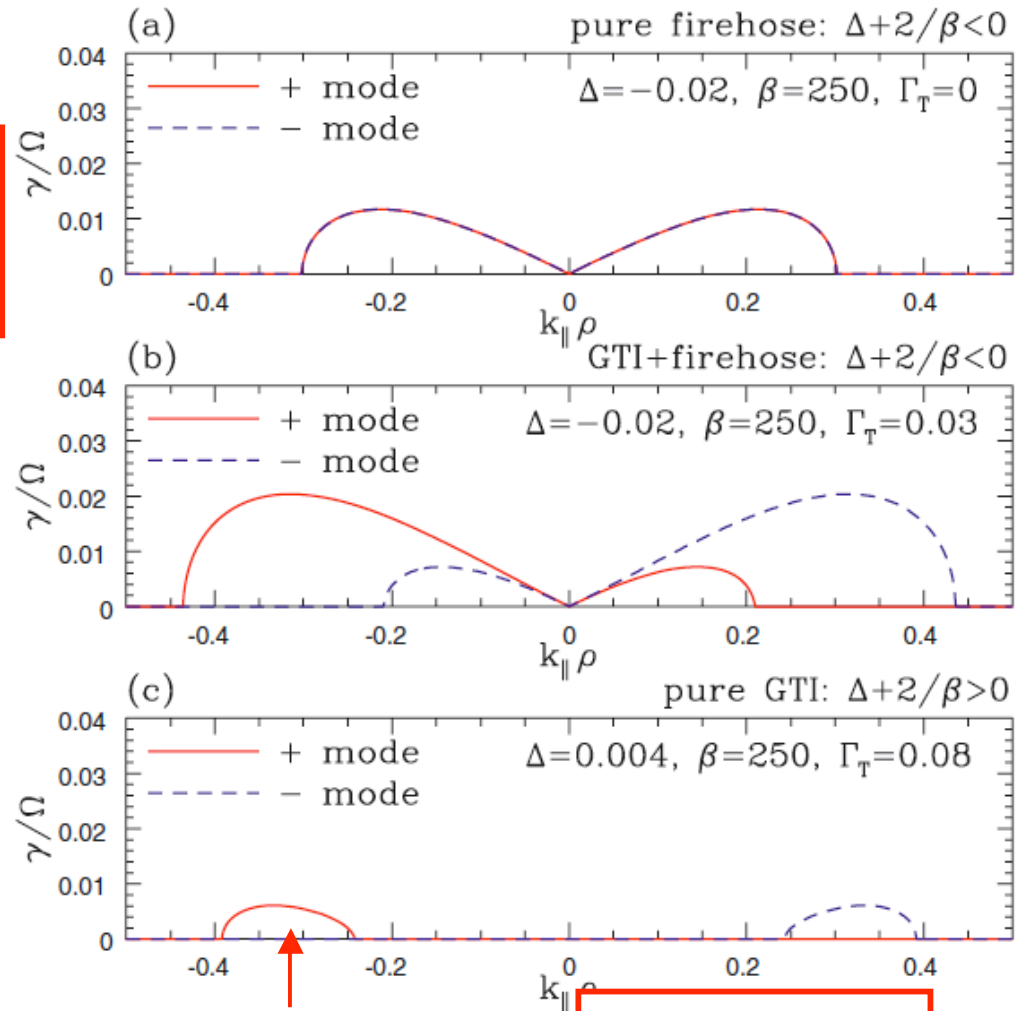 (a) pure firehose: Δ+2/β<0
0.04
+ mode Δ=−0.02, β=250, Γ_T=0
0.03
− mode
γ/Ω
0.02
0.01
0
-0.4 -0.2 0 0.2 0.4
k_∥ρ
(b) GTI+firehose: Δ+2/β<0
0.04
+ mode Δ=−0.02, β=250, Γ_T=0.03
0.03
− mode
γ/Ω
0.02
0.01
0
-0.4 -0.2 0 0.2 0.4
k_∥ρ
(c) pure GTI: Δ+2/β>0
0.04
+ mode Δ=0.004, β=250, Γ_T=0.08
0.03
− mode
γ/Ω
0.02
0.01
0
-0.4 -0.2 0 0.2 0.4
k_∥ρ